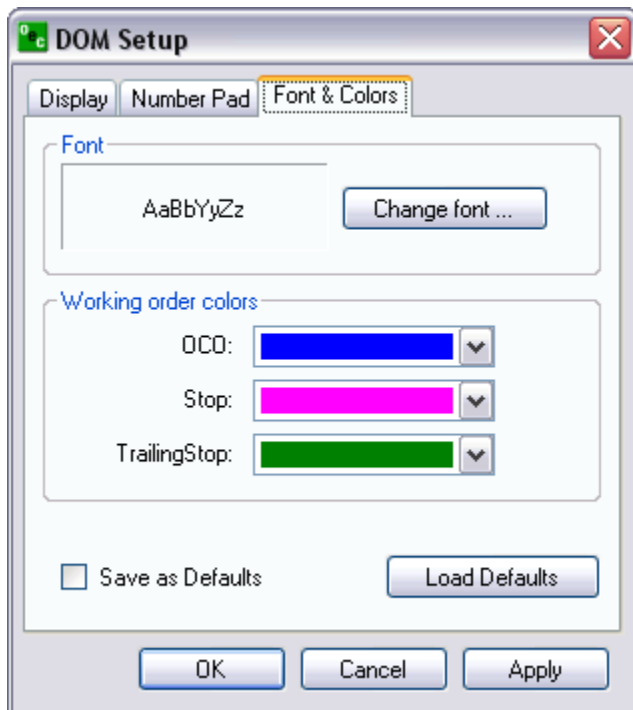 Oec DOM Setup
Display Number Pad Font & Colors
Font
AaBbYyZz Change font ...
Working order colors
OCO:
Stop:
TrailingStop:
Save as Defaults Load Defaults
OK Cancel Apply